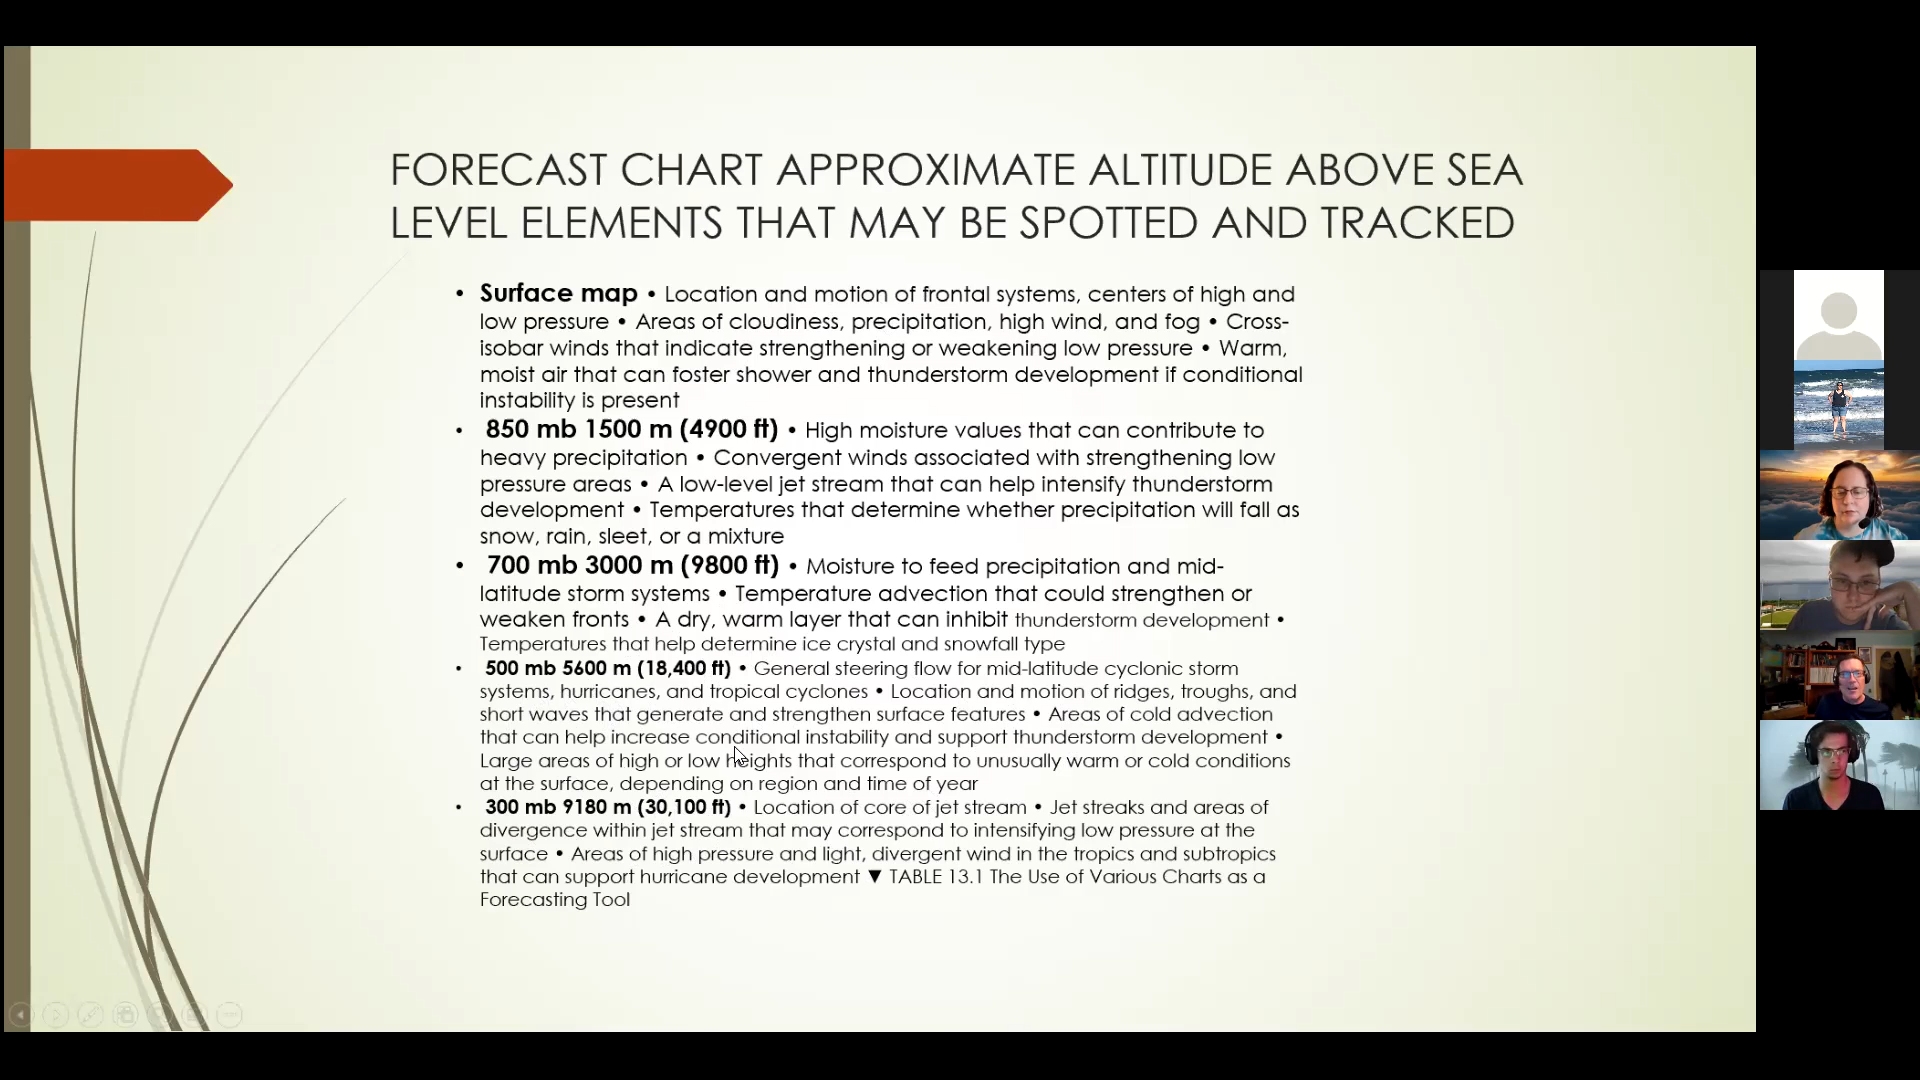 FORECAST CHART APPROXIMATE ALTITUDE ABOVE SEA
LEVEL ELEMENTS THAT MAY BE SPOTTED AND TRACKED
• Surface map • Location and motion of frontal systems, centers of high and
low pressure • Areas of cloudiness, precipitation, high wind, and fog • Cross-
isobar winds that indicate strengthening or weakening low pressure • Warm,
moist air that can foster shower and thunderstorm development if conditional
instability is present
• 850 mb 1500 m (4900 ft) • High moisture values that can contribute to
heavy precipitation • Convergent winds associated with strengthening low
pressure areas • A low-level jet stream that can help intensify thunderstorm
development • Temperatures that determine whether precipitation will fall as
snow, rain, sleet, or a mixture
• 700 mb 3000 m (9800 ft) • Moisture to feed precipitation and mid-
latitude storm systems • Temperature advection that could strengthen or
weaken fronts • A dry, warm layer that can inhibit thunderstorm development •
Temperatures that help determine ice crystal and snowfall type
• 500 mb 5600 m (18,400 ft) • General steering flow for mid-latitude cyclonic storm
systems, hurricanes, and tropical cyclones • Location and motion of ridges, troughs, and
short waves that generate and strengthen surface features • Areas of cold advection
that can help increase conditional instability and support thunderstorm development •
Large areas of high or low heights that correspond to unusually warm or cold conditions
at the surface, depending on region and time of year
• 300 mb 9180 m (30,100 ft) • Location of core of jet stream • Jet streaks and areas of
divergence within jet stream that may correspond to intensifying low pressure at the
surface • Areas of high pressure and light, divergent wind in the tropics and subtropics
that can support hurricane development ▼ TABLE 13.1 The Use of Various Charts as a
Forecasting Tool